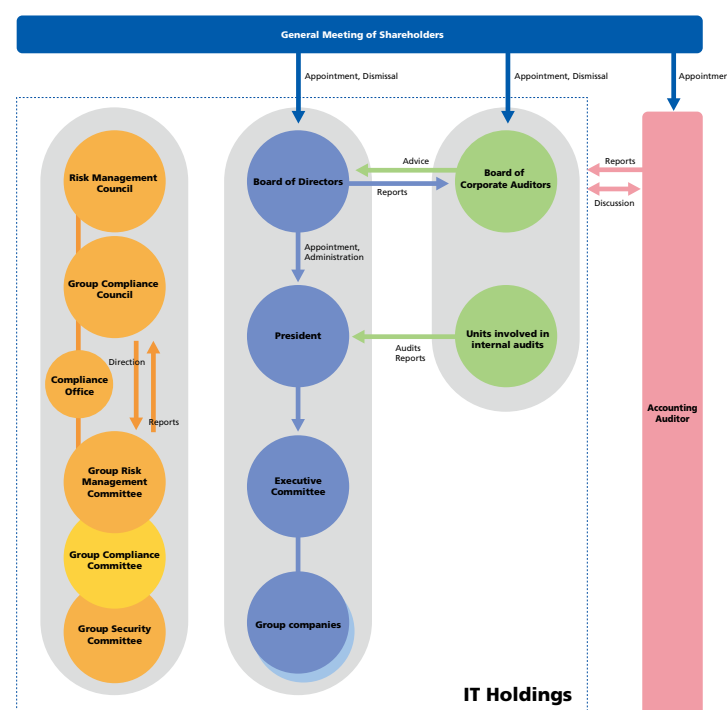 General Meeting of Shareholders
Appointment, Dismissal
Appointment, Dismissal
Appointmen
Risk Management
Council
Board of Directors
Advice
Reports
Board of
Corporate Auditors
Reports
Discussion
Appointment,
Administration
Group Compliance
Council
President
Audits
Reports
Units involved in
internal audits
Direction
Compliance
Office
Reports
Accounting
Auditor
Group Risk
Management
Committee
Executive
Committee
Group Compliance
Committee
Group Security
Committee
Group companies
IT Holdings